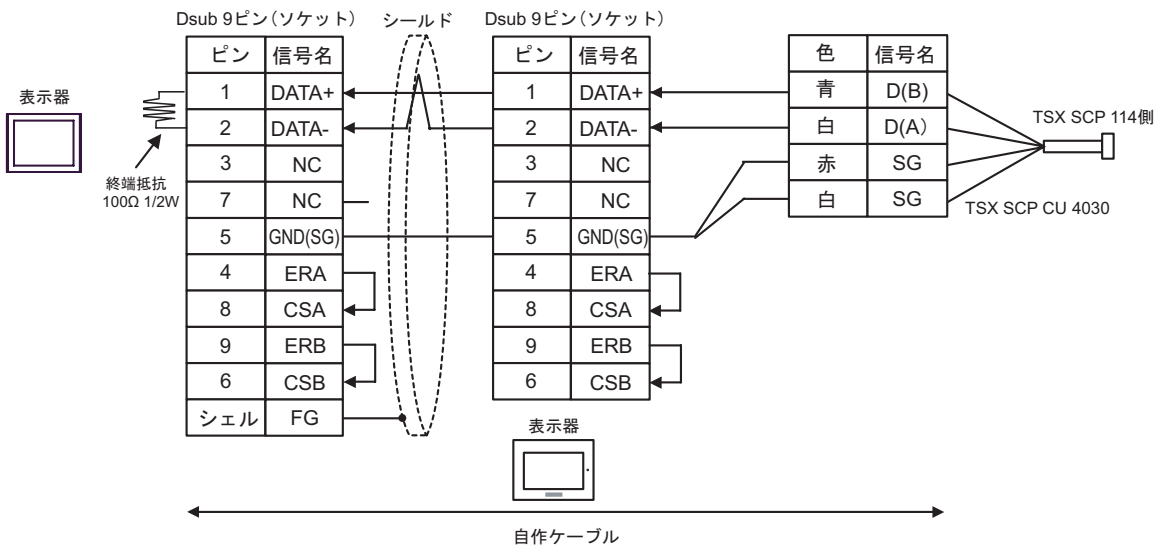 Dsub 9ピン(ソケット)
シールド
Dsub 9ピン(ソケット)
表示器
終端抵抗
100Ω 1/2W
ピン 信号名
1 DATA+
2 DATA-
3 NC
7 NC
5 GND(SG)
4 ERA
8 CSA
9 ERB
6 CSB
シェル FG
ピン 信号名
1 DATA+
2 DATA-
3 NC
7 NC
5 GND(SG)
4 ERA
8 CSA
9 ERB
6 CSB
表示器
色 信号名
青 D(B)
白 D(A)
赤 SG
白 SG
TSX SCP 114側
TSX SCP CU 4030
自作ケーブル